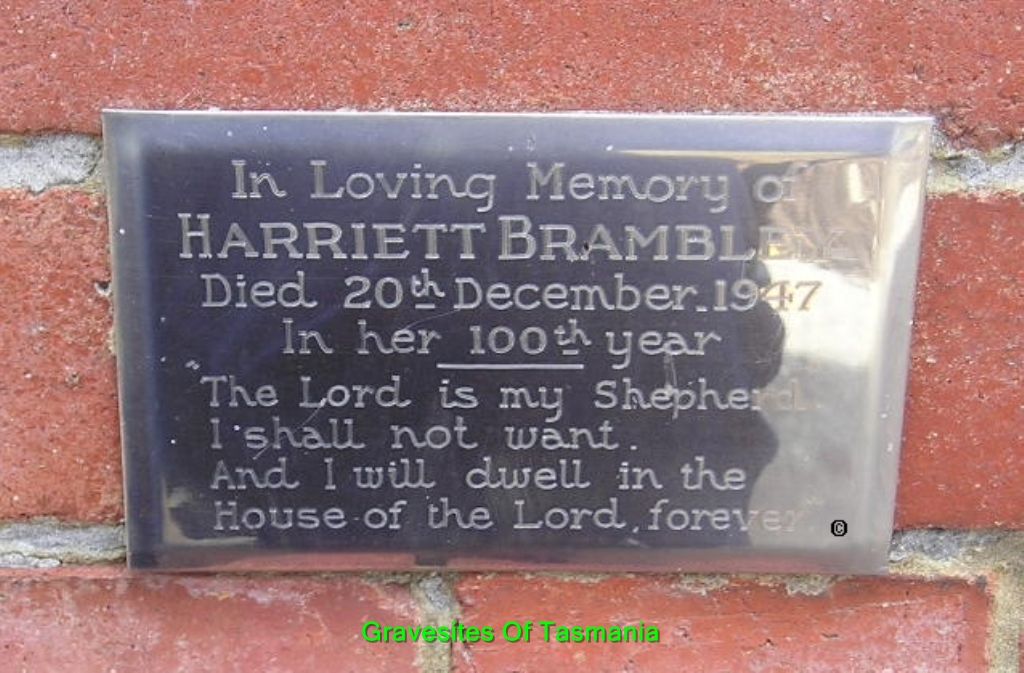 In Loving Memory of
HARRIETT BRAMBLEY
Died 20th December. 1947
In her 100th year
"The Lord is my Shepherd.
I shall not want.
And I will dwell in the
House of the Lord, forever."
©
Gravesites Of Tasmania